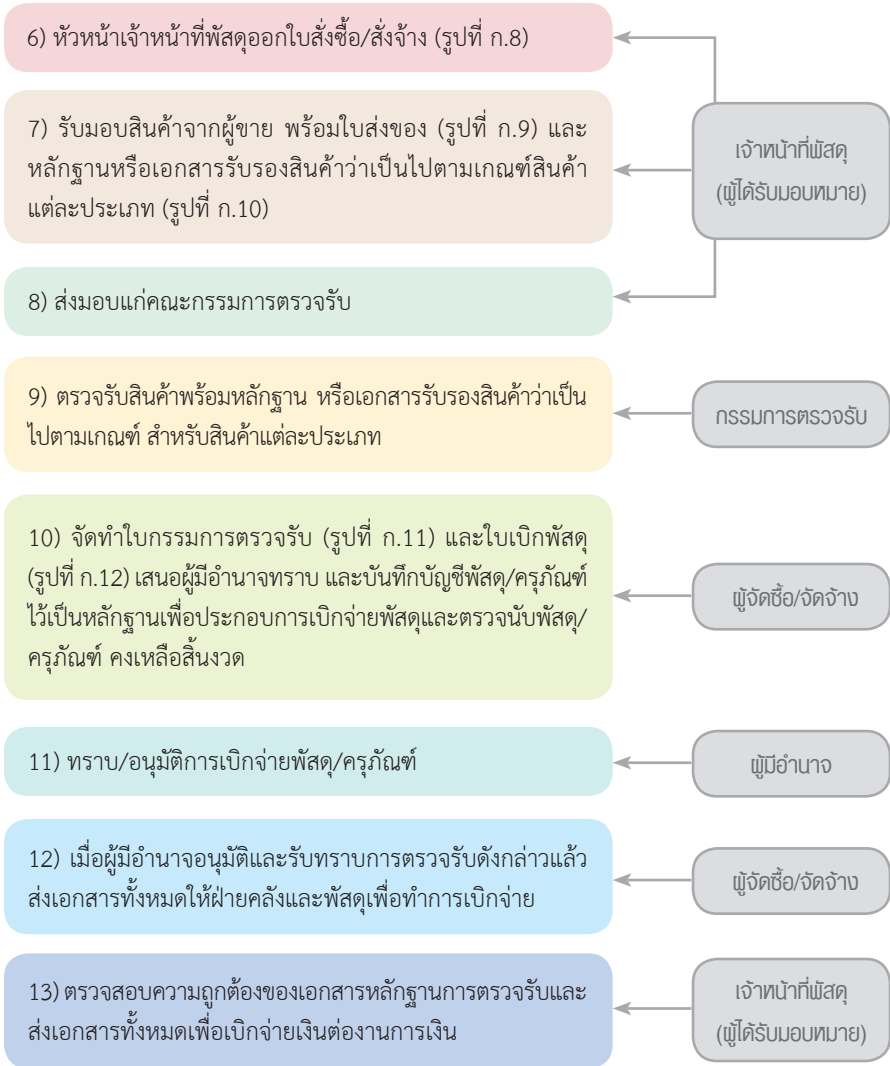 6) หัวหน้าเจ้าหน้าที่พัสดุออกใบสั่งซื้อ/สั่งจ้าง (รูปที่ ก.8)
7) รับมอบสินค้าจากผู้ขาย พร้อมใบส่งของ (รูปที่ ก.9) และ
หลักฐานหรือเอกสารรับรองสินค้าว่าเป็นไปตามเกณฑ์สินค้า
แต่ละประเภท (รูปที่ ก.10)
เจ้าหน้าที่พัสดุ
(ผู้ได้รับมอบหมาย)
8) ส่งมอบแก่คณะกรรมการตรวจรับ
9) ตรวจรับสินค้าพร้อมหลักฐาน หรือเอกสารรับรองสินค้าว่าเป็น
ไปตามเกณฑ์ สำหรับสินค้าแต่ละประเภท
กรรมการตรวจรับ
10) จัดทำใบกรรมการตรวจรับ (รูปที่ ก.11) และใบเบิกพัสดุ
(รูปที่ ก.12) เสนอผู้มีอำนาจทราบ และบันทึกบัญชีพัสดุ/ครุภัณฑ์
ไว้เป็นหลักฐานเพื่อประกอบการเบิกจ่ายพัสดุและตรวจนับพัสดุ/
ครุภัณฑ์ คงเหลือสิ้นงวด
ผู้จัดซื้อ/จัดจ้าง
11) ทราบ/อนุมัติการเบิกจ่ายพัสดุ/ครุภัณฑ์
ผู้มีอำนาจ
12) เมื่อผู้มีอำนาจอนุมัติและรับทราบการตรวจรับดังกล่าวแล้ว
ส่งเอกสารทั้งหมดให้ฝ่ายคลังและพัสดุเพื่อทำการเบิกจ่าย
ผู้จัดซื้อ/จัดจ้าง
13) ตรวจสอบความถูกต้องของเอกสารหลักฐานการตรวจรับและ
ส่งเอกสารทั้งหมดเพื่อเบิกจ่ายเงินต่องานการเงิน
เจ้าหน้าที่พัสดุ
(ผู้ได้รับมอบหมาย)